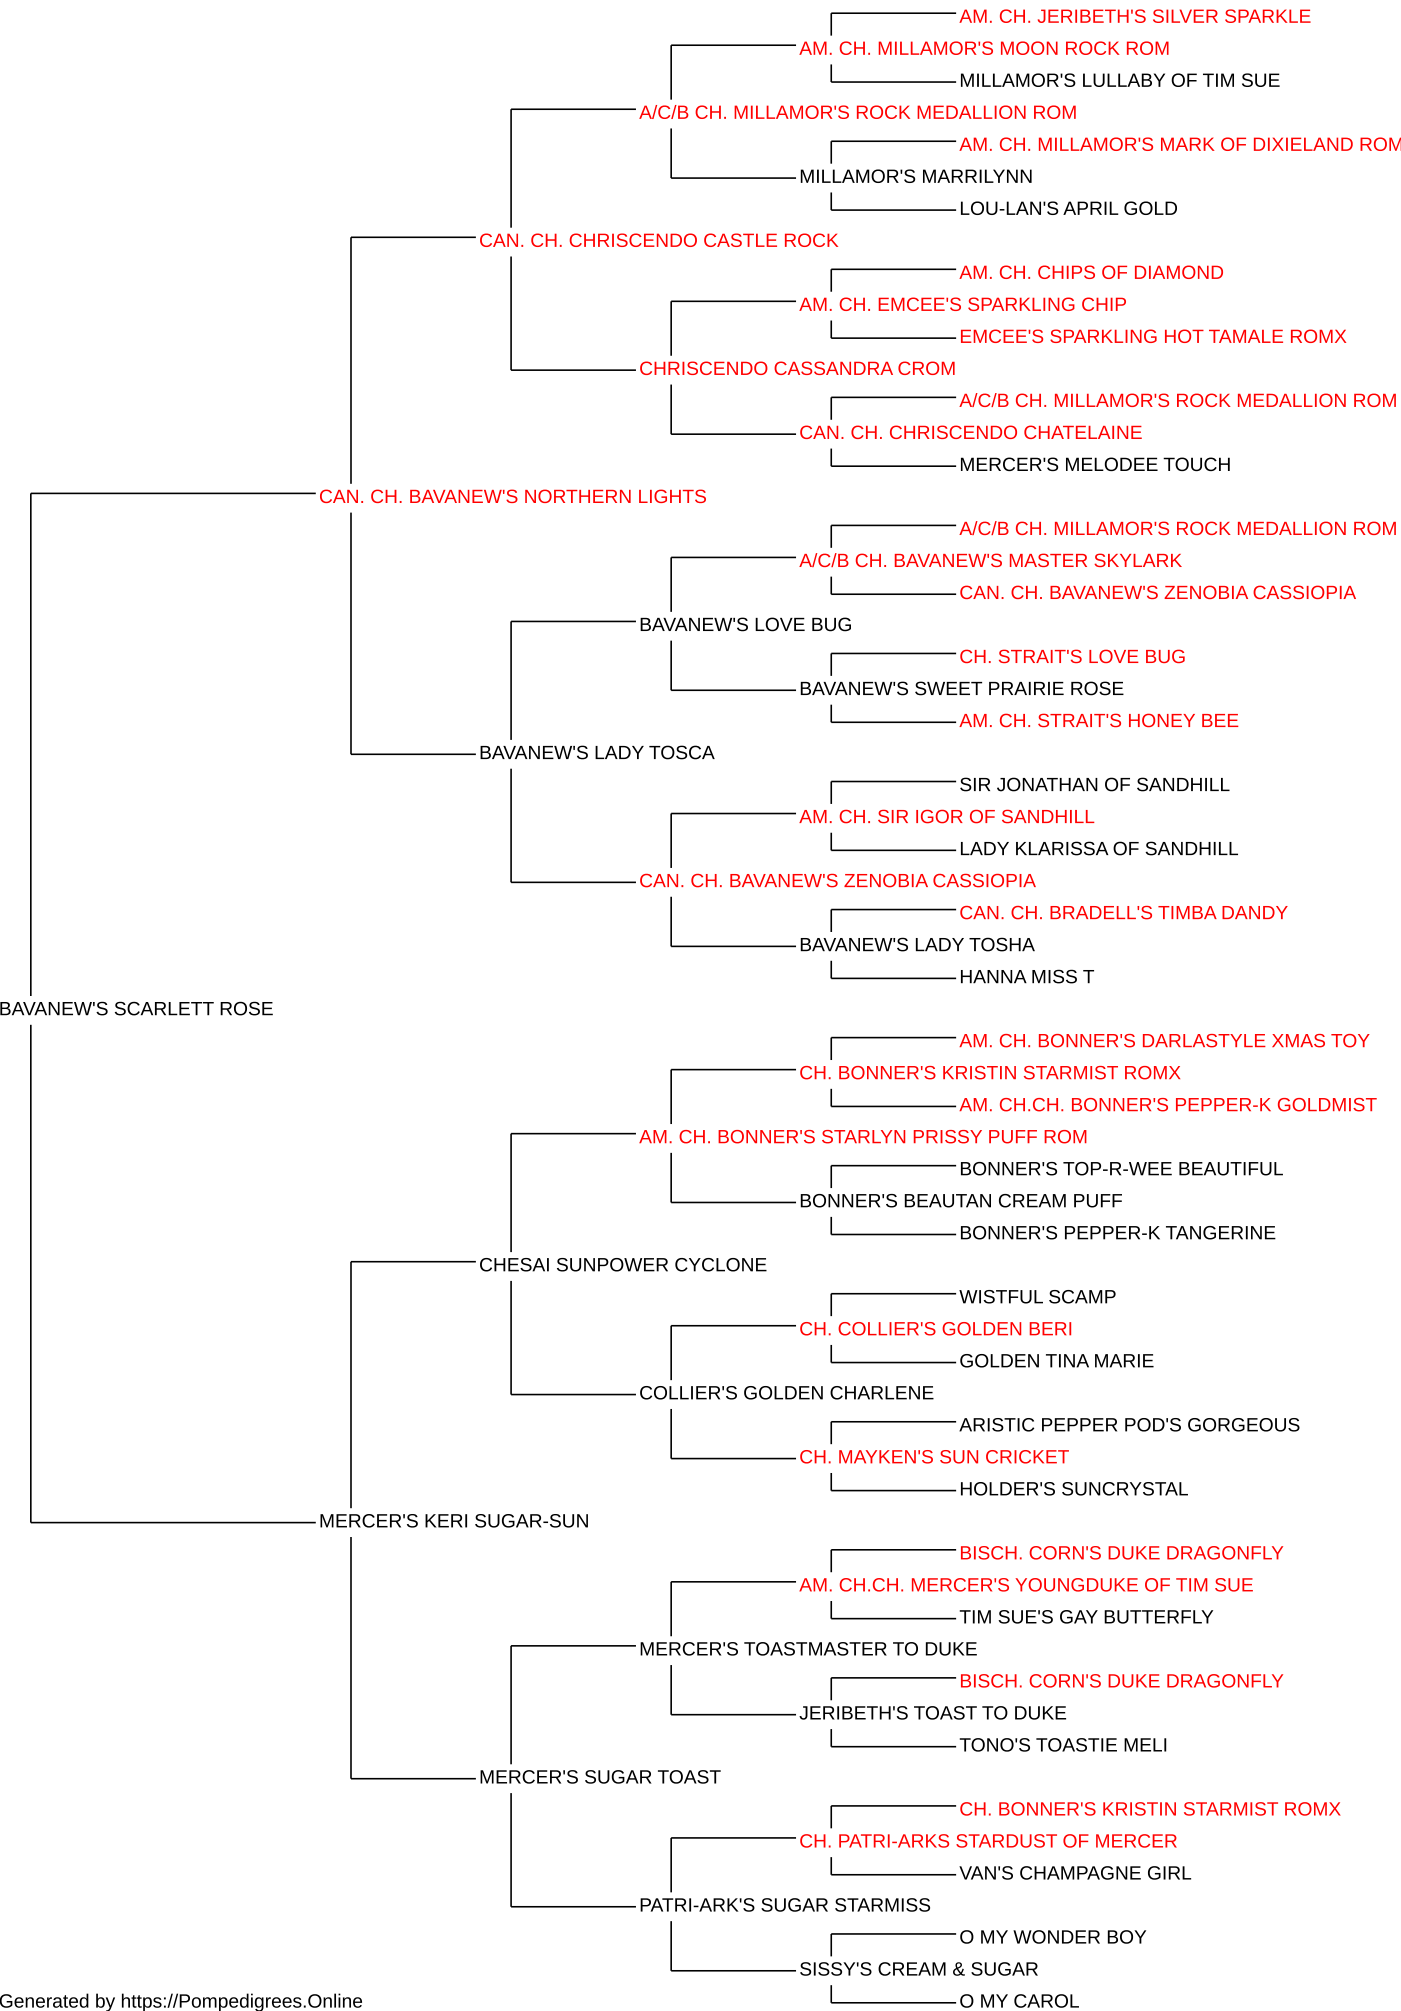 AM. CH. JERIBETH'S SILVER SPARKLE
AM. CH. MILLAMOR'S MOON ROCK ROM
MILLAMOR'S LULLABY OF TIM SUE
A/C/B CH. MILLAMOR'S ROCK MEDALLION ROM
AM. CH. MILLAMOR'S MARK OF DIXIELAND ROM
MILLAMOR'S MARRILYNN
LOU-LAN'S APRIL GOLD
CAN. CH. CHRISCENDO CASTLE ROCK
AM. CH. CHIPS OF DIAMOND
AM. CH. EMCEE'S SPARKLING CHIP
EMCEE'S SPARKLING HOT TAMALE ROMX
CHRISCENDO CASSANDRA CROM
A/C/B CH. MILLAMOR'S ROCK MEDALLION ROM
CAN. CH. CHRISCENDO CHATELAINE
MERCER'S MELODEE TOUCH
CAN. CH. BAVANEW'S NORTHERN LIGHTS
A/C/B CH. MILLAMOR'S ROCK MEDALLION ROM
A/C/B CH. BAVANEW'S MASTER SKYLARK
CAN. CH. BAVANEW'S ZENOBIA CASSIOPIA
BAVANEW'S LOVE BUG
CH. STRAIT'S LOVE BUG
BAVANEW'S SWEET PRAIRIE ROSE
AM. CH. STRAIT'S HONEY BEE
BAVANEW'S LADY TOSCA
SIR JONATHAN OF SANDHILL
AM. CH. SIR IGOR OF SANDHILL
LADY KLARISSA OF SANDHILL
CAN. CH. BAVANEW'S ZENOBIA CASSIOPIA
CAN. CH. BRADELL'S TIMBA DANDY
BAVANEW'S LADY TOSHA
HANNA MISS T
BAVANEW'S SCARLETT ROSE
AM. CH. BONNER'S DARLASTYLE XMAS TOY
CH. BONNER'S KRISTIN STARMIST ROMX
AM. CH.CH. BONNER'S PEPPER-K GOLDMIST
AM. CH. BONNER'S STARLYN PRISSY PUFF ROM
BONNER'S TOP-R-WEE BEAUTIFUL
BONNER'S BEAUTAN CREAM PUFF
BONNER'S PEPPER-K TANGERINE
CHESAI SUNPOWER CYCLONE
WISTFUL SCAMP
CH. COLLIER'S GOLDEN BERI
GOLDEN TINA MARIE
COLLIER'S GOLDEN CHARLENE
ARISTIC PEPPER POD'S GORGEOUS
CH. MAYKEN'S SUN CRICKET
HOLDER'S SUNCRYSTAL
MERCER'S KERI SUGAR-SUN
BISCH. CORN'S DUKE DRAGONFLY
AM. CH.CH. MERCER'S YOUNGDUKE OF TIM SUE
TIM SUE'S GAY BUTTERFLY
MERCER'S TOASTMASTER TO DUKE
BISCH. CORN'S DUKE DRAGONFLY
JERIBETH'S TOAST TO DUKE
TONO'S TOASTIE MELI
MERCER'S SUGAR TOAST
CH. BONNER'S KRISTIN STARMIST ROMX
CH. PATRI-ARKS STARDUST OF MERCER
VAN'S CHAMPAGNE GIRL
PATRI-ARK'S SUGAR STARMISS
O MY WONDER BOY
SISSY'S CREAM & SUGAR
O MY CAROL
Generated by https://Pompedigrees.Online